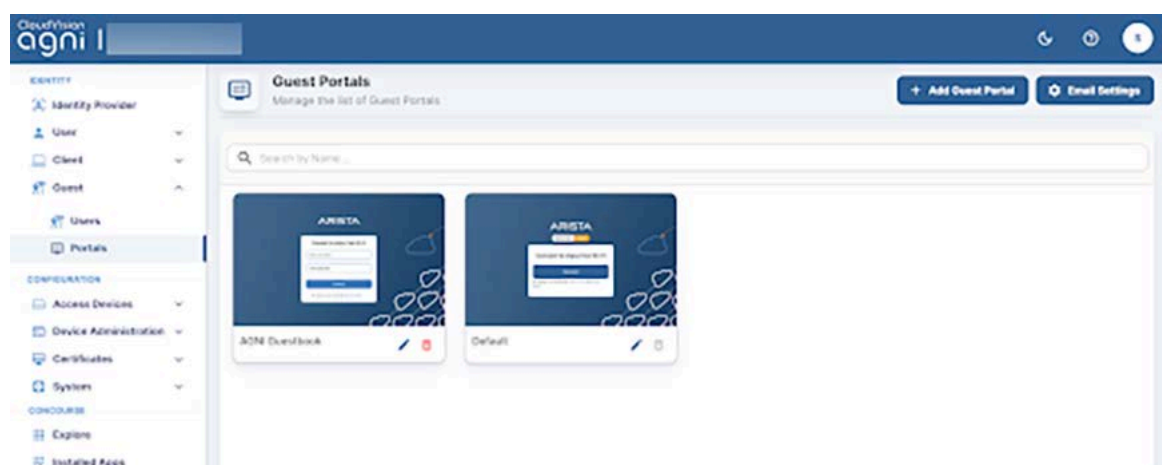 CloudVision
agni |
IDENTITY
Identity Provider
User
Client
Guest
Users
Portals
CONFIGURATION
Access Devices
Device Administration
Certificates
System
CONCOURSE
Explore
Installed Apps
Guest Portals
Manage the list of Guest Portals
+ Add Guest Portal
Email Settings
Search by Name...
ARISTA
AGNI Guestbook
ARISTA
Default